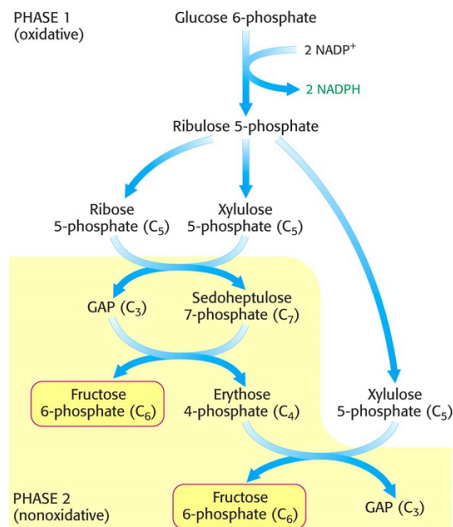 PHASE 1
(oxidative)
Glucose 6-phosphate
2 NADP⁺
2 NADPH
Ribulose 5-phosphate
Ribose
5-phosphate (C₅)
Xylulose
5-phosphate (C₅)
GAP (C₃)
Sedoheptulose
7-phosphate (C₇)
Fructose
6-phosphate (C₆)
Erythose
4-phosphate (C₄)
Xylulose
5-phosphate (C₅)
PHASE 2
(nonoxidative)
Fructose
6-phosphate (C₆)
GAP (C₃)